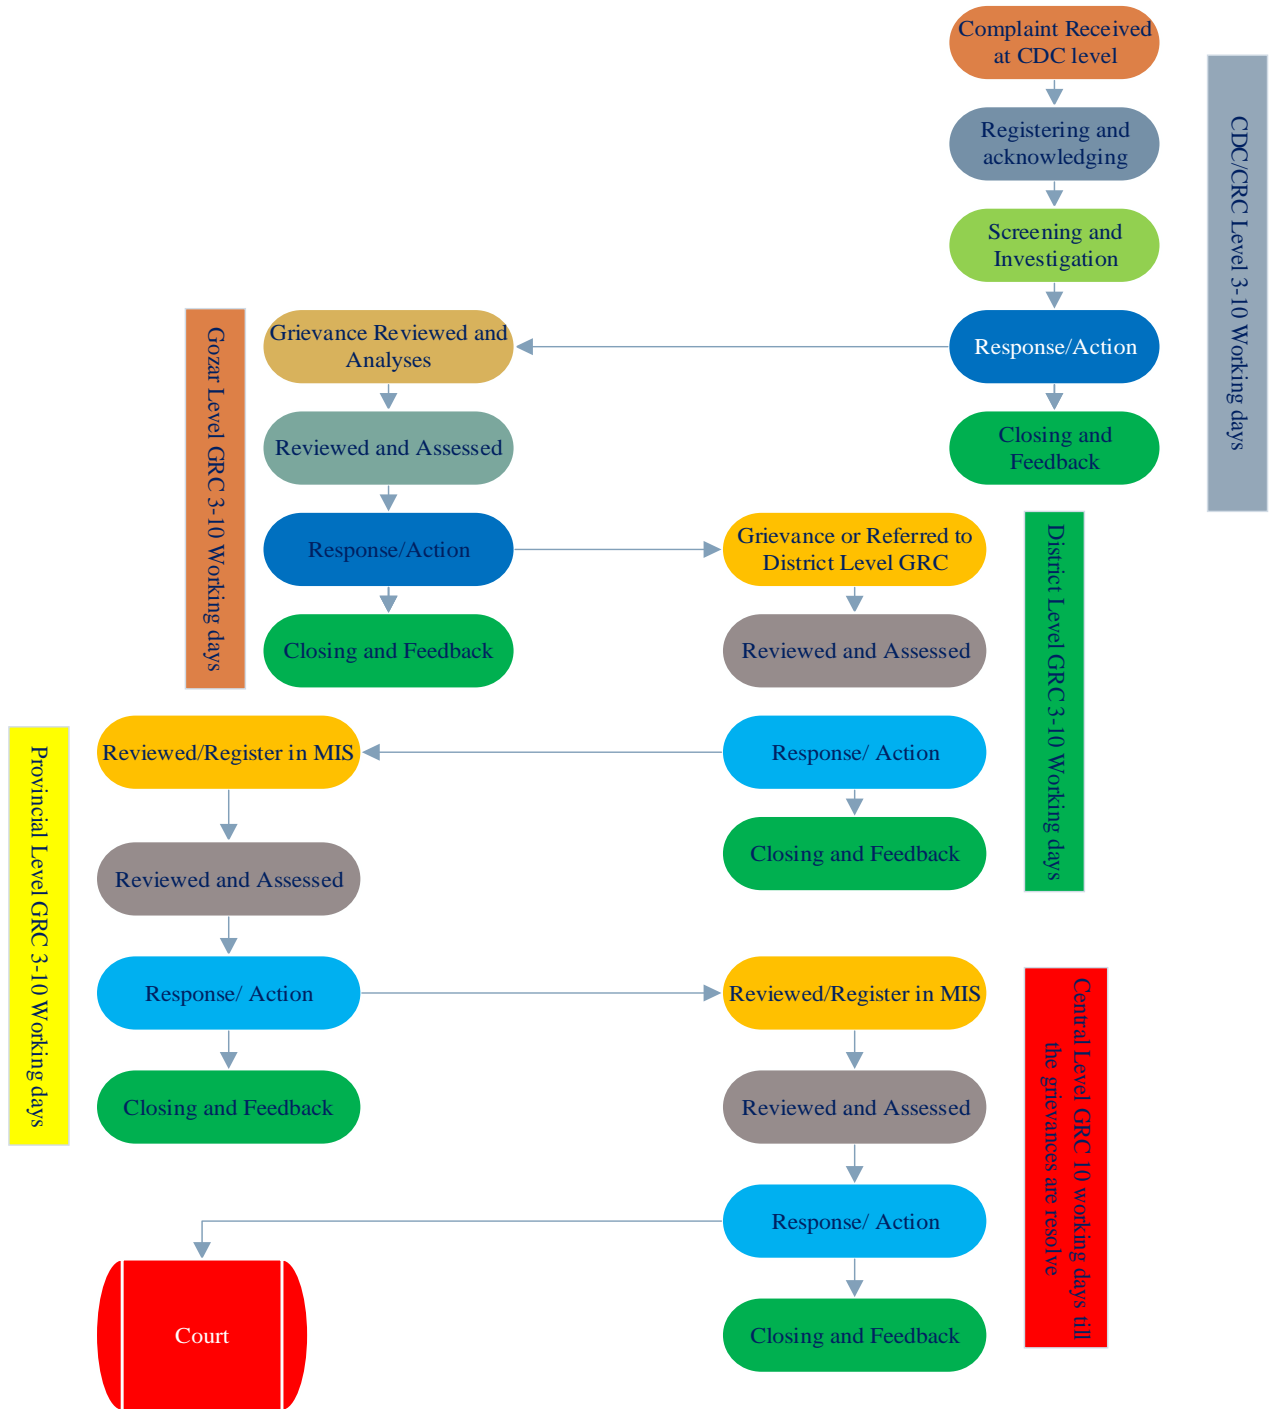 Complaint Received
at CDC level
Registering and
acknowledging
Screening and
Investigation
Response/Action
Closing and
Feedback
CDC/CRC Level 3-10 Working days
Grievance Reviewed and
Analyses
Reviewed and Assessed
Response/Action
Closing and Feedback
Gozar Level GRC 3-10 Working days
Grievance or Referred to
District Level GRC
Reviewed and Assessed
Response/ Action
Closing and Feedback
District Level GRC 3-10 Working days
Reviewed/Register in MIS
Reviewed and Assessed
Response/ Action
Closing and Feedback
Provincial Level GRC 3-10 Working days
Reviewed/Register in MIS
Reviewed and Assessed
Response/ Action
Closing and Feedback
Central Level GRC 10 working days till
the grievances are resolve
Court